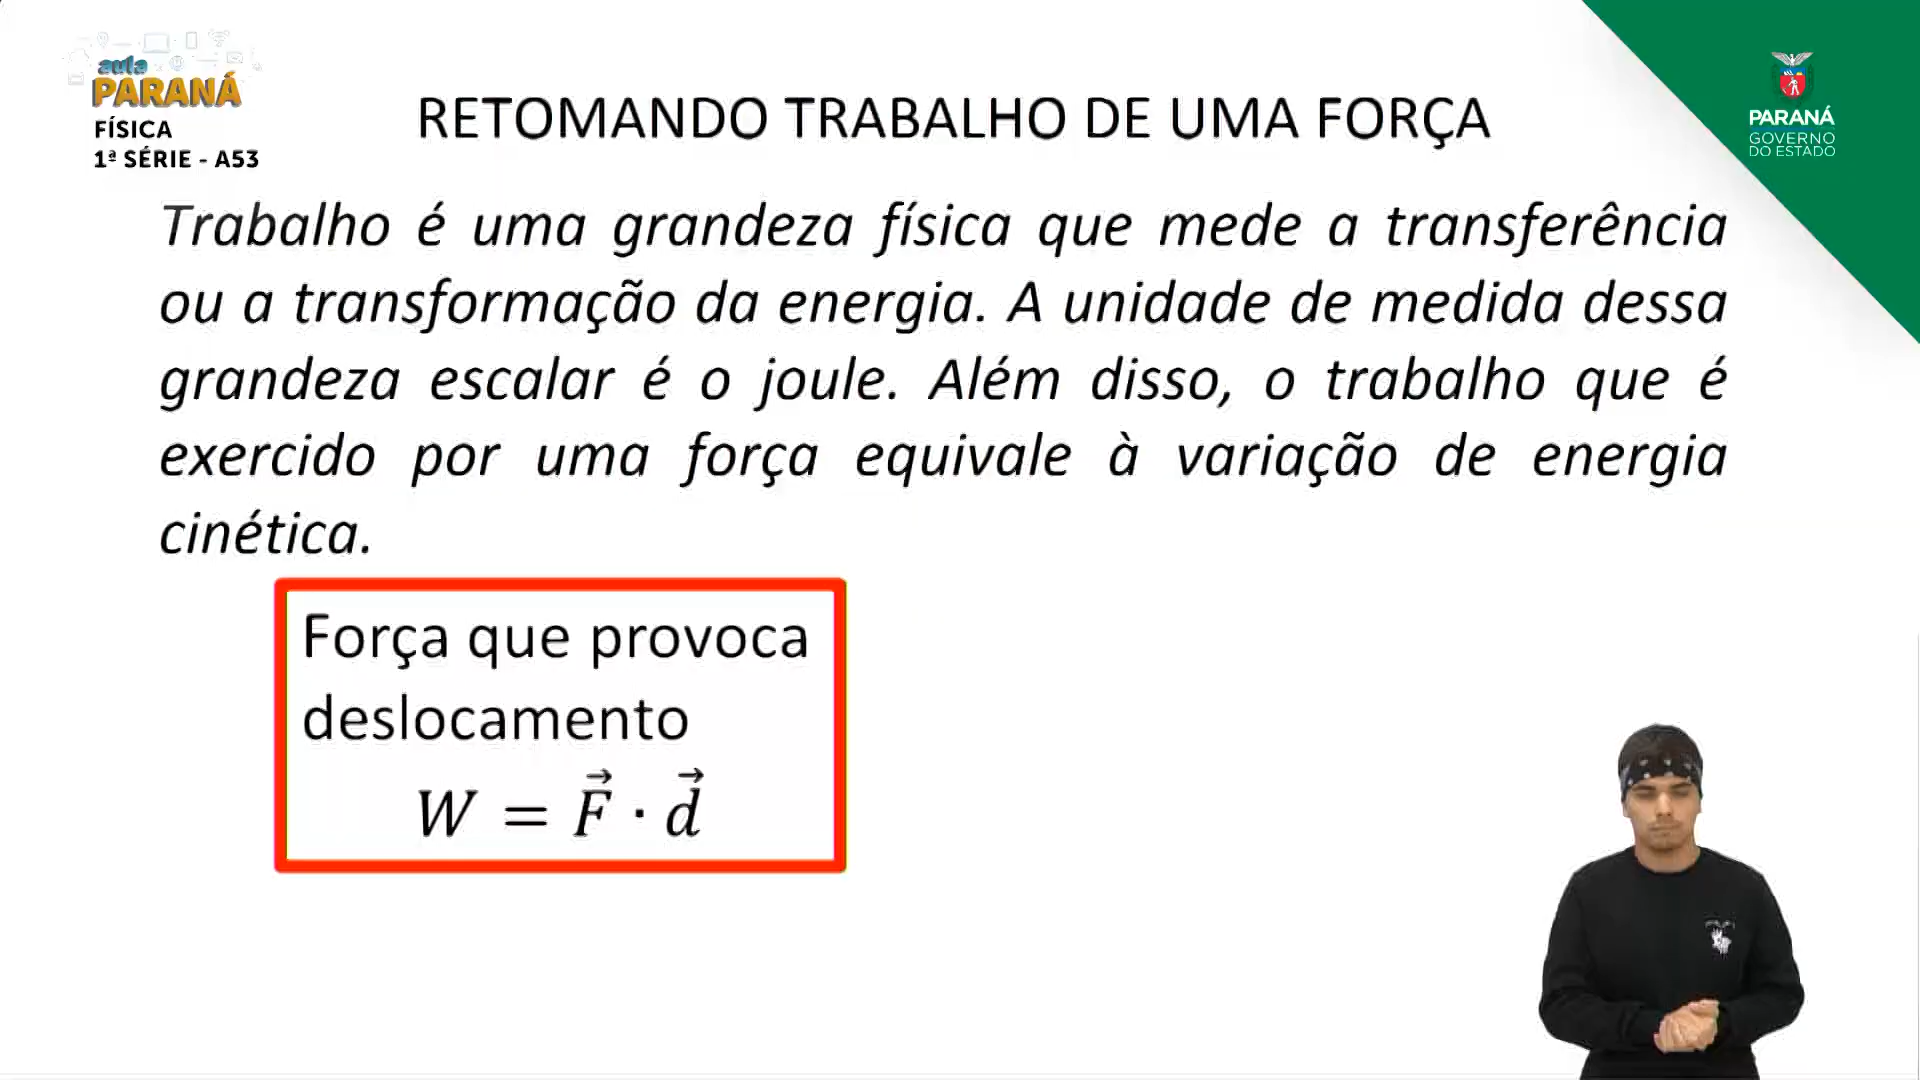 aula
PARANÁ
FÍSICA
1ª SÉRIE - A53
RETOMANDO TRABALHO DE UMA FORÇA
PARANÁ
GOVERNO
DO ESTADO
Trabalho é uma grandeza física que mede a transferência
ou a transformação da energia. A unidade de medida dessa
grandeza escalar é o joule. Além disso, o trabalho que é
exercido por uma força equivale à variação de energia
cinética.
Força que provoca
deslocamento
W = F⃗ · d⃗